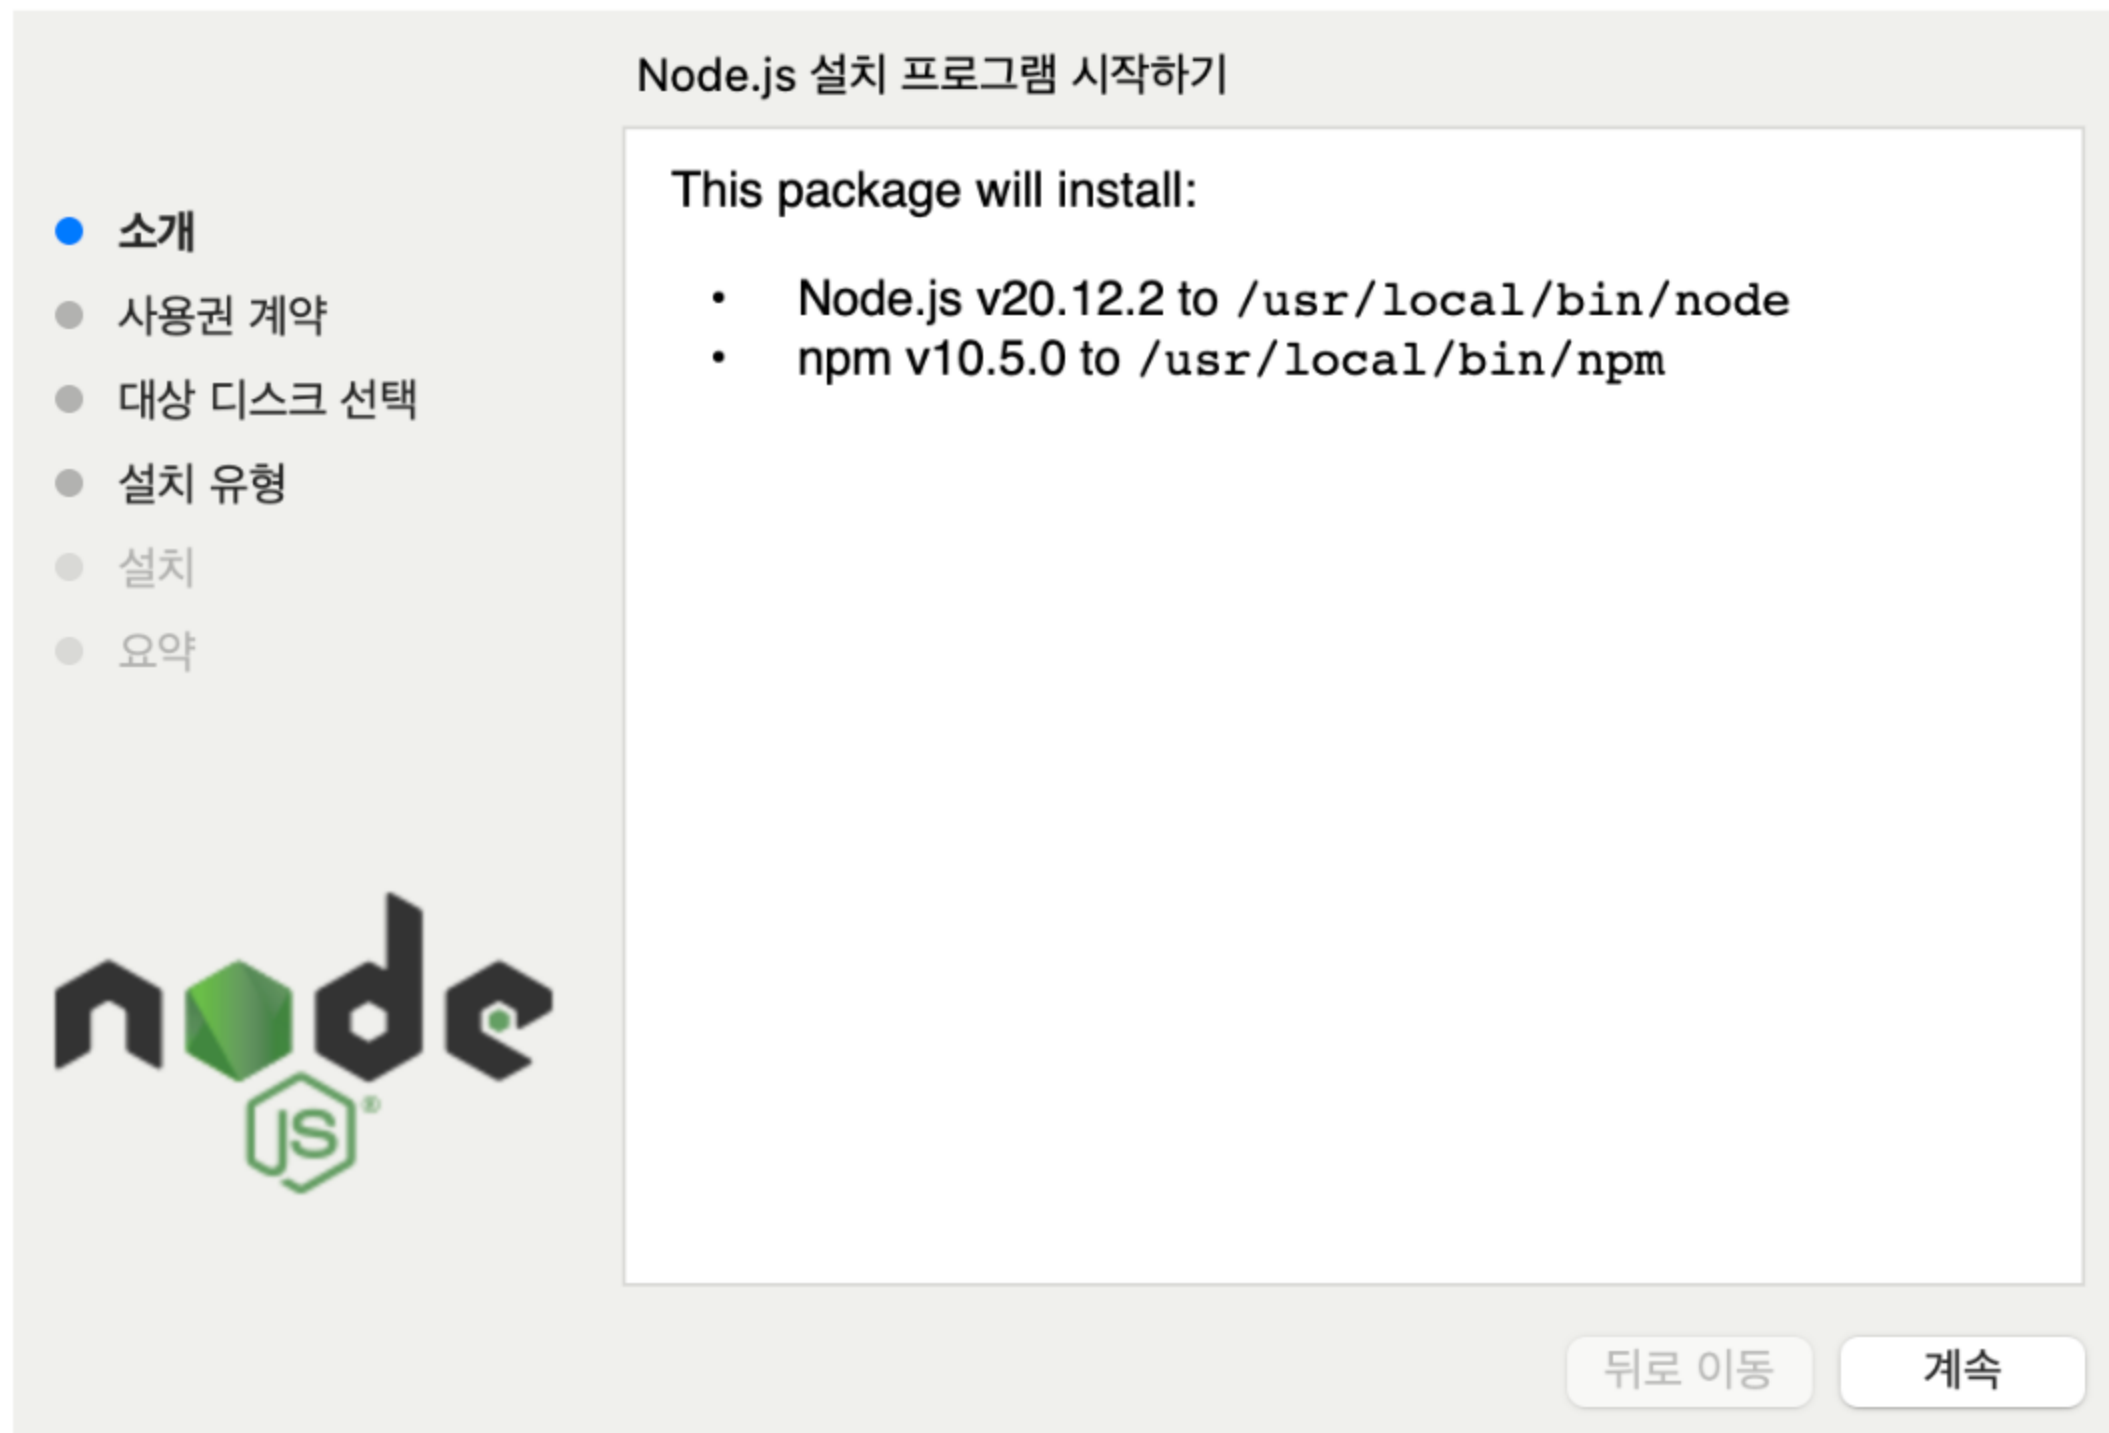 Node.js 설치 프로그램 시작하기
소개
사용권 계약
대상 디스크 선택
설치 유형
설치
요약
This package will install:
• Node.js v20.12.2 to /usr/local/bin/node
• npm v10.5.0 to /usr/local/bin/npm
node
JS®
뒤로 이동
계속